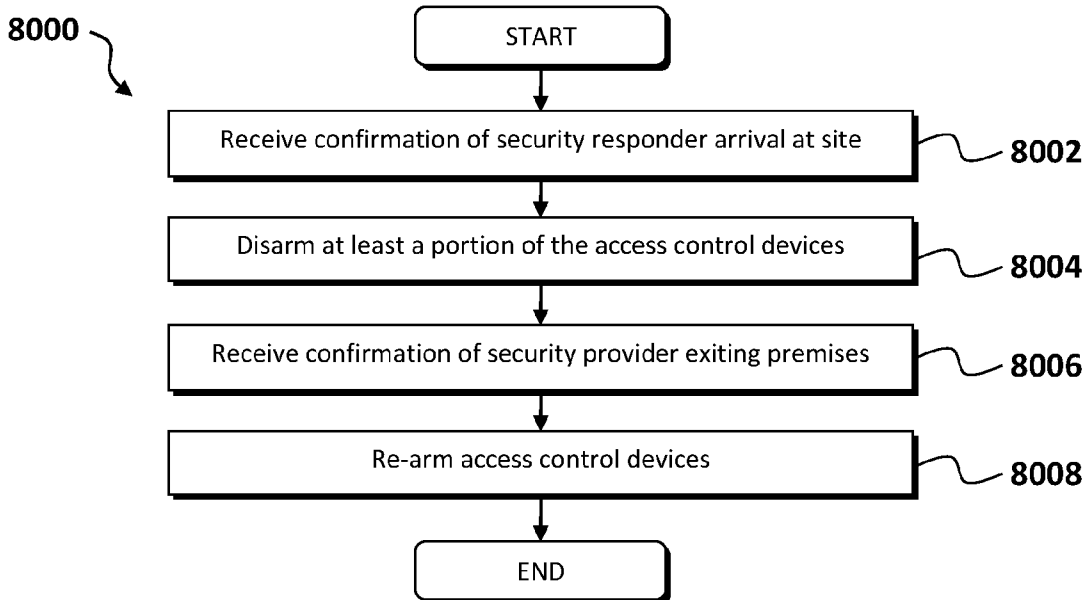 8000
START
Receive confirmation of security responder arrival at site
8002
Disarm at least a portion of the access control devices
8004
Receive confirmation of security provider exiting premises
8006
Re-arm access control devices
8008
END